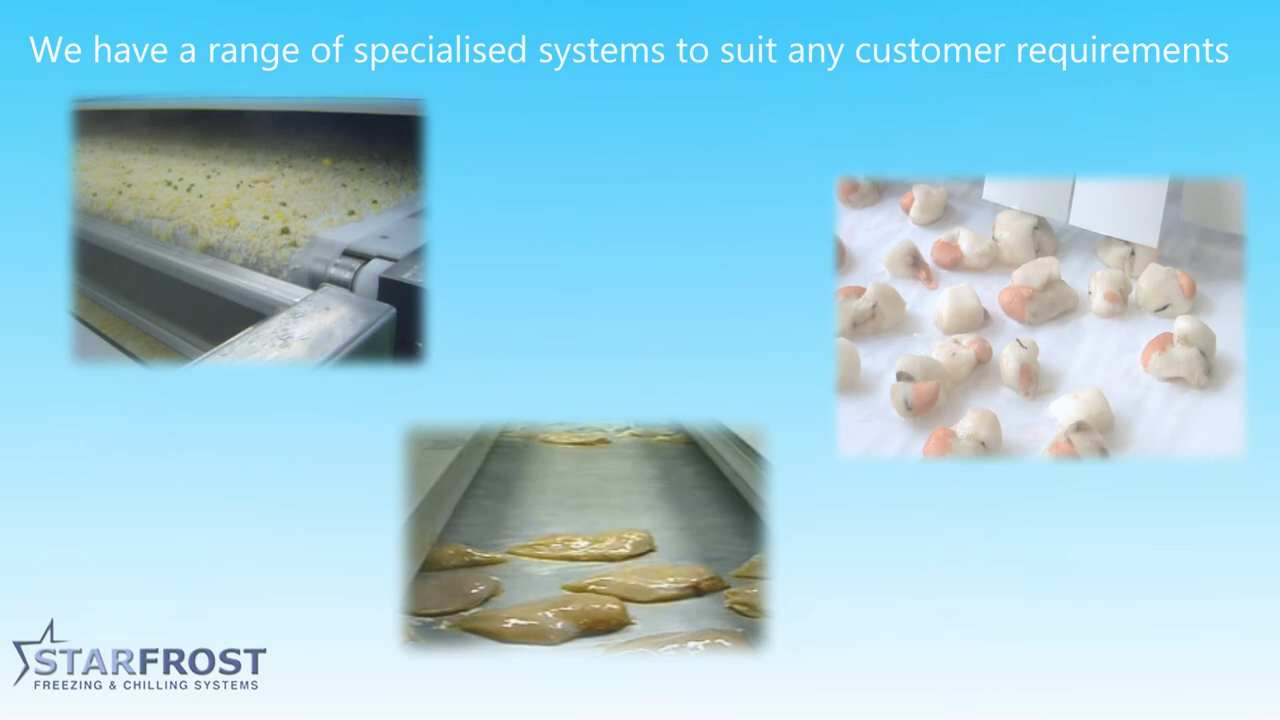 We have a range of specialised systems to suit any customer requirements
STARFROST
FREEZING & CHILLING SYSTEMS